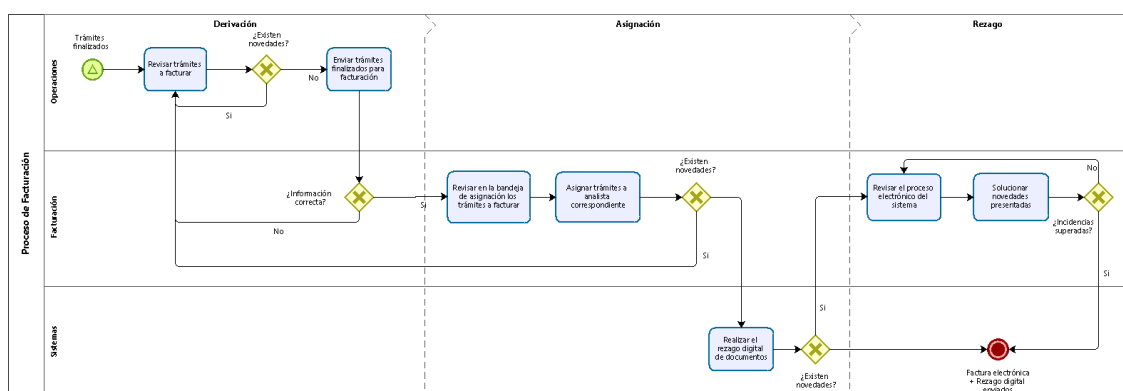 Derivación
Asignación
Rezago
Proceso de Facturación
Operaciones
Trámites
finalizados
Revisar trámites
a facturar
¿Existen
novedades?
Si
No
Enviar trámites
finalizados para
facturación
Facturación
¿Información
correcta?
No
Si
Revisar en la bandeja
de asignación los
trámites a facturar
Asignar trámites a
analista
correspondiente
¿Existen
novedades?
Si
Revisar el proceso
electrónico del
sistema
Solucionar
novedades
presentadas
No
¿Incidencias
superadas?
Si
Sistemas
Realizar el
rezago digital
de documentos
Si
¿Existen
novedades?
Factura electrónica
+ Rezago digital
enviados